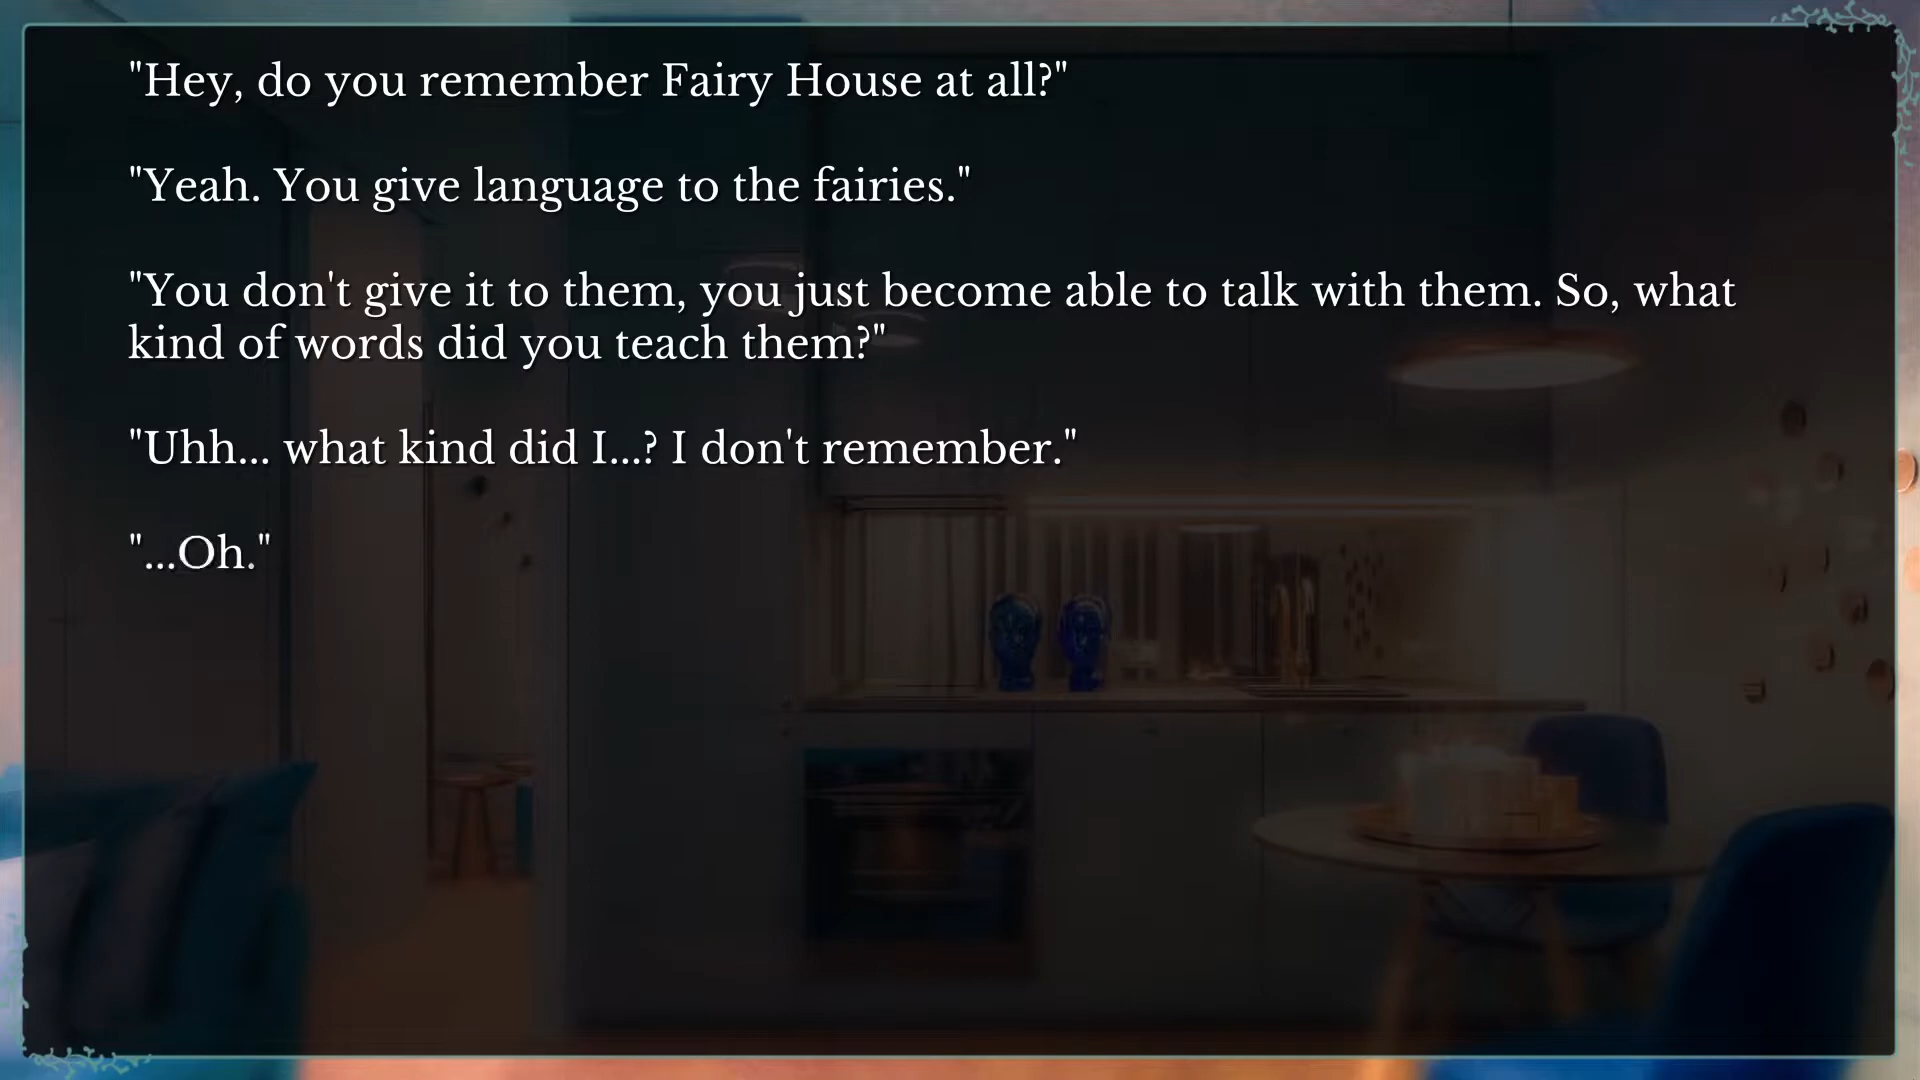 "Hey, do you remember Fairy House at all?"
"Yeah. You give language to the fairies."
"You don't give it to them, you just become able to talk with them. So, what
kind of words did you teach them?"
"Uhh... what kind did I...? I don't remember."
"...Oh."